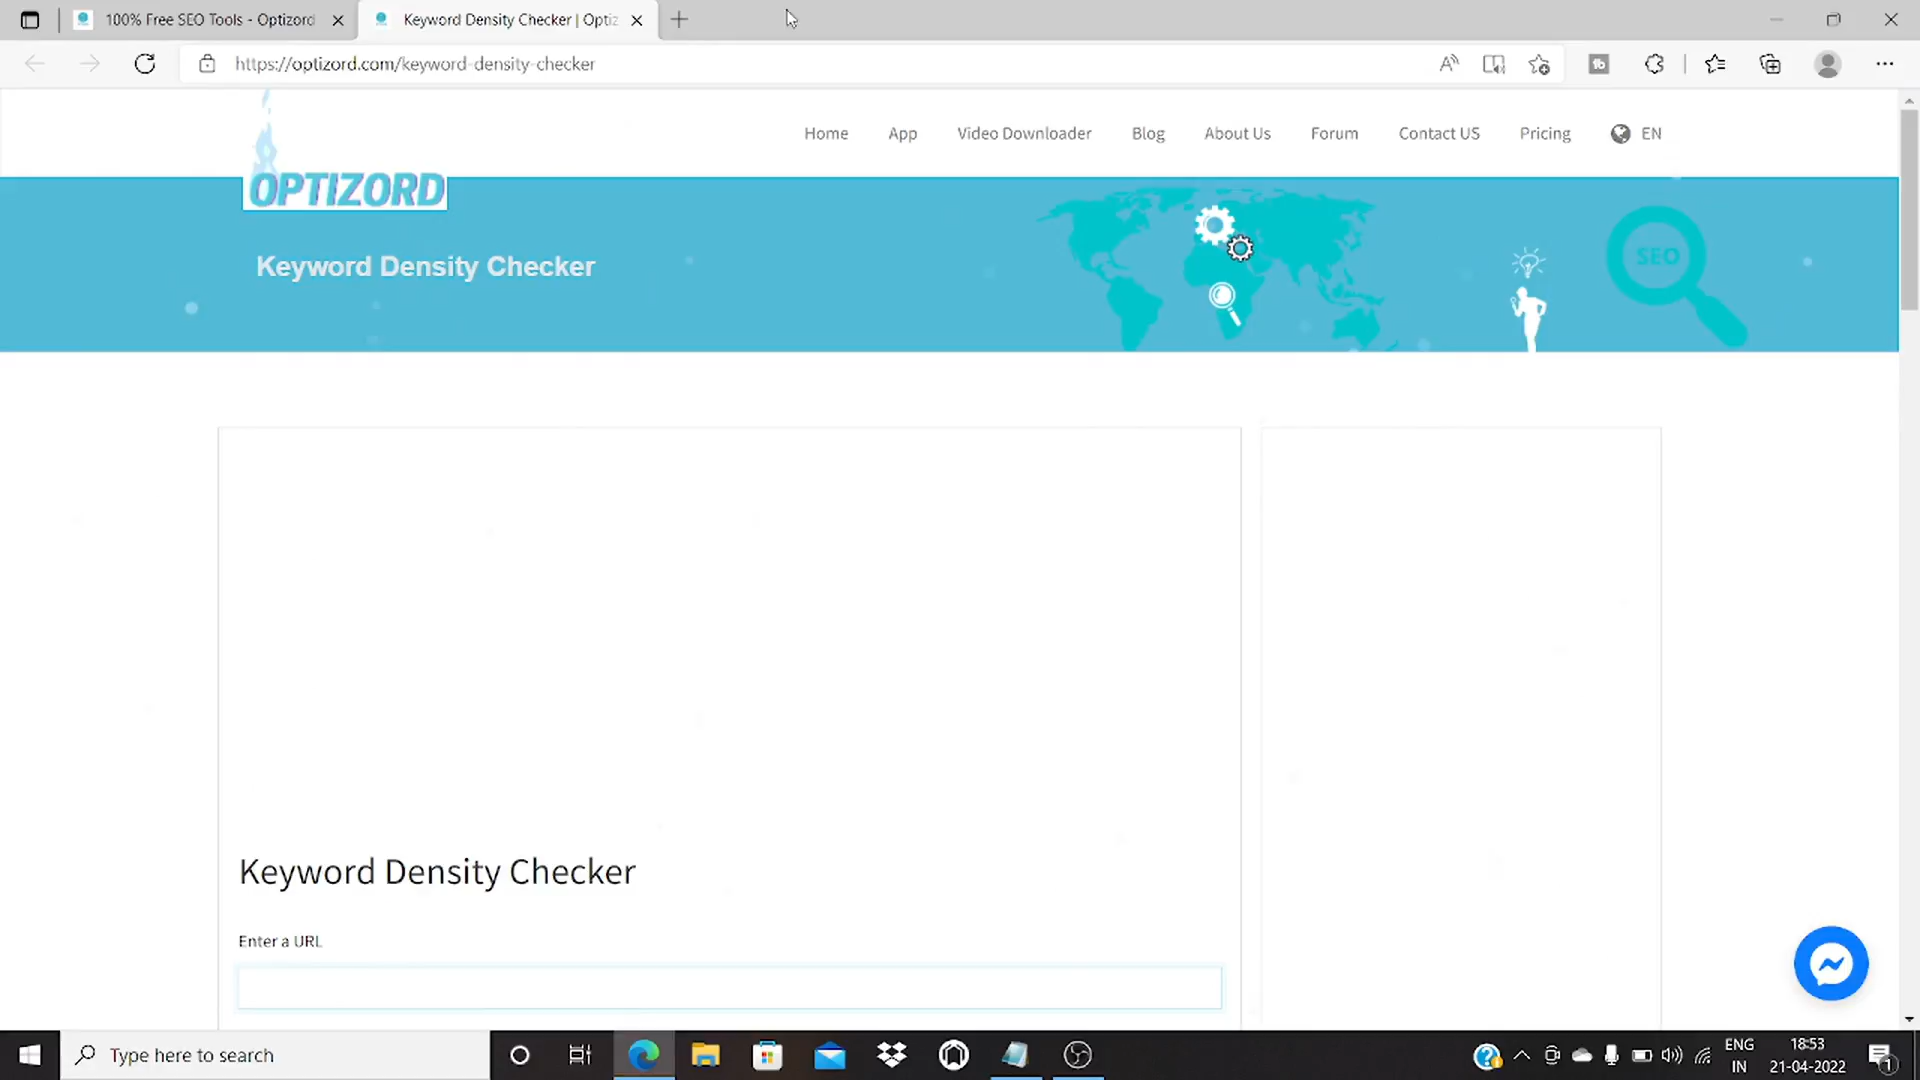 100% Free SEO Tools - Optizord
Keyword Density Checker | Optiz
https://optizord.com/keyword-density-checker
Home
App
Video Downloader
Blog
About Us
Forum
Contact US
Pricing
EN
OPTIZORD
Keyword Density Checker
SEO
Keyword Density Checker
Enter a URL
Type here to search
ENG
IN
18:53
21-04-2022
1